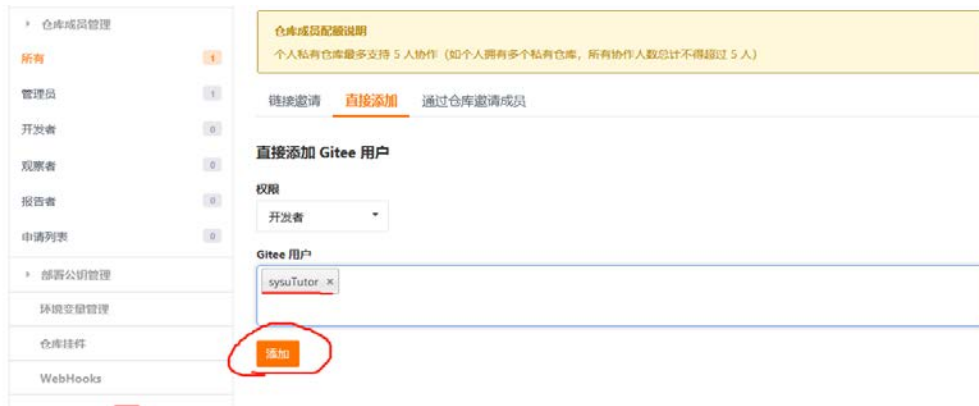 仓库成员管理
所有 1
管理员 1
开发者 0
观察者 0
报告者 0
申请列表 0
部署公钥管理
环境变量管理
仓库挂件
WebHooks
仓库成员配额说明
个人私有仓库最多支持 5 人协作（如个人拥有多个私有仓库，所有协作人数总计不得超过 5 人）
链接邀请 直接添加 通过仓库邀请成员
直接添加 Gitee 用户
权限
开发者
Gitee 用户
sysuTutor ×
添加